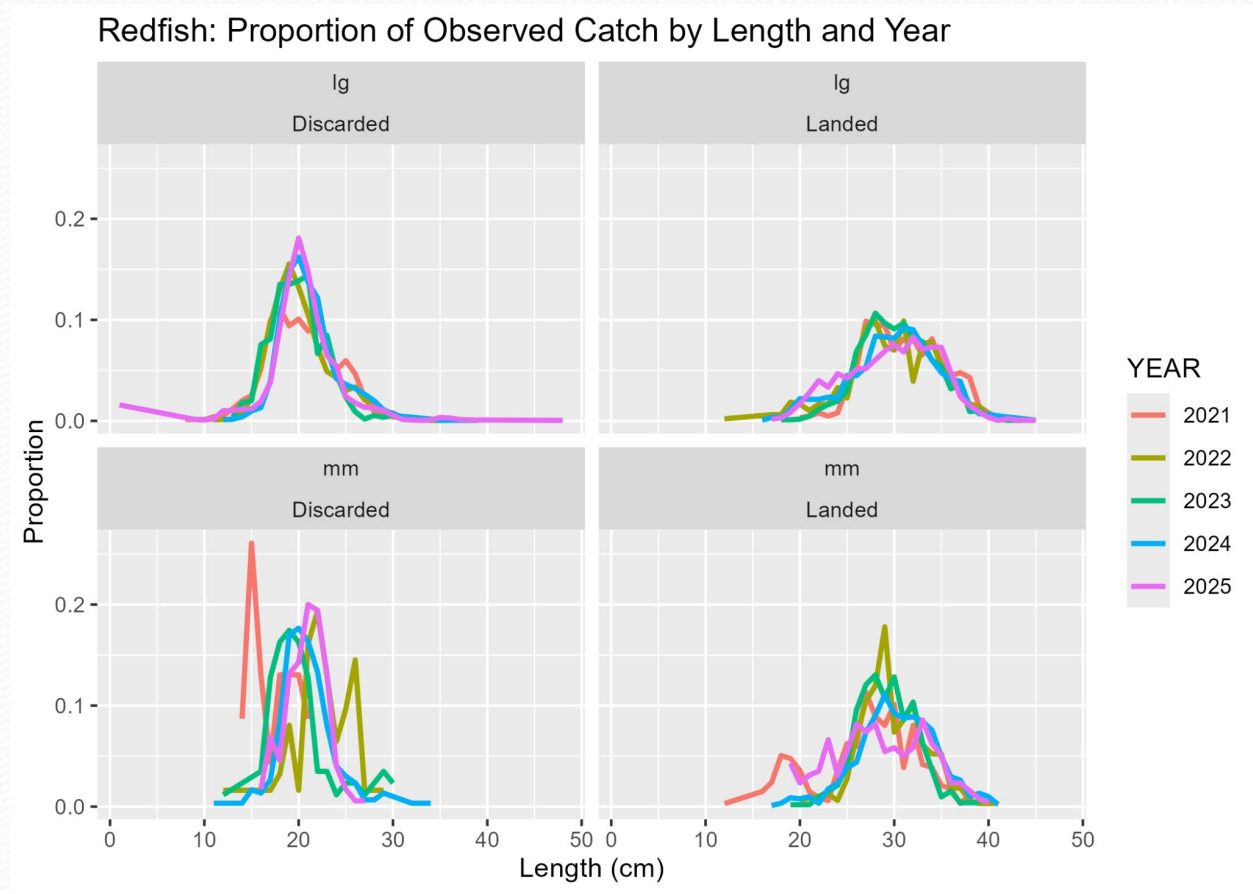 Redfish: Proportion of Observed Catch by Length and Year
lg
Discarded
lg
Landed
0.2
0.1
0.0
mm
Discarded
mm
Landed
0.2
0.1
0.0
0 10 20 30 40 50 0 10 20 30 40 50
Length (cm)
Proportion
YEAR
2021
2022
2023
2024
2025